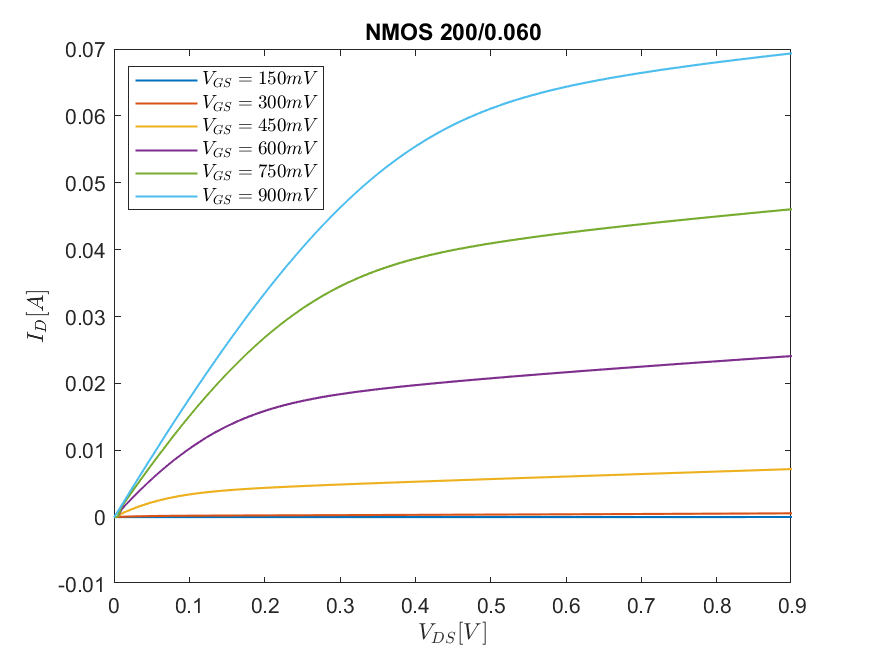 NMOS 200/0.060
0.07
0.06
0.05
0.04
0.03
0.02
0.01
0
-0.01
I_D[A]
V_GS = 150mV
V_GS = 300mV
V_GS = 450mV
V_GS = 600mV
V_GS = 750mV
V_GS = 900mV
0 0.1 0.2 0.3 0.4 0.5 0.6 0.7 0.8 0.9
V_DS[V]